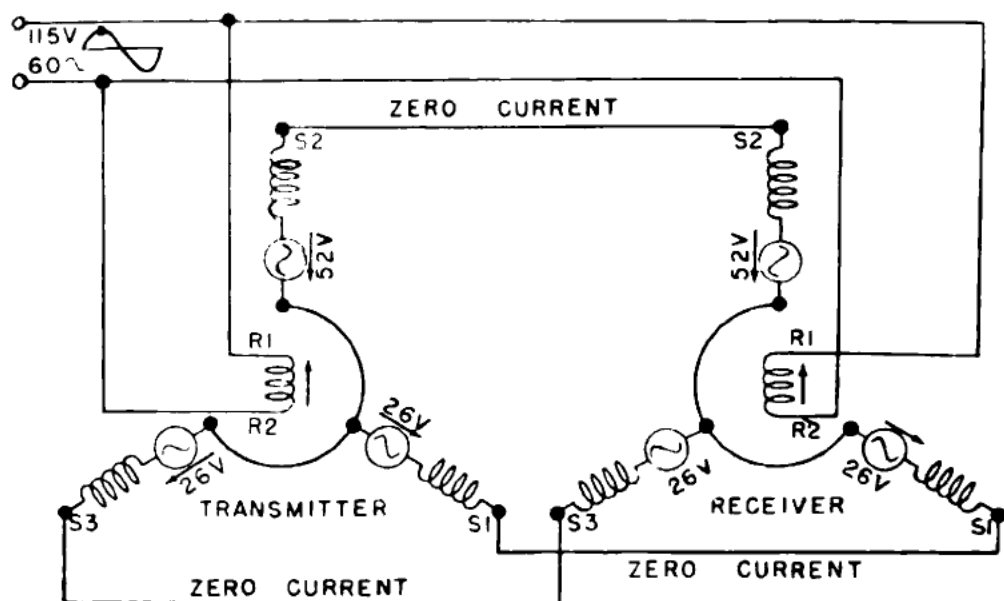 115V
60~
ZERO CURRENT
S2
S2
52V
52V
R1
R1
R2
R2
26V
26V
26V
26V
S3
TRANSMITTER
S1
S3
RECEIVER
S1
ZERO CURRENT
ZERO CURRENT